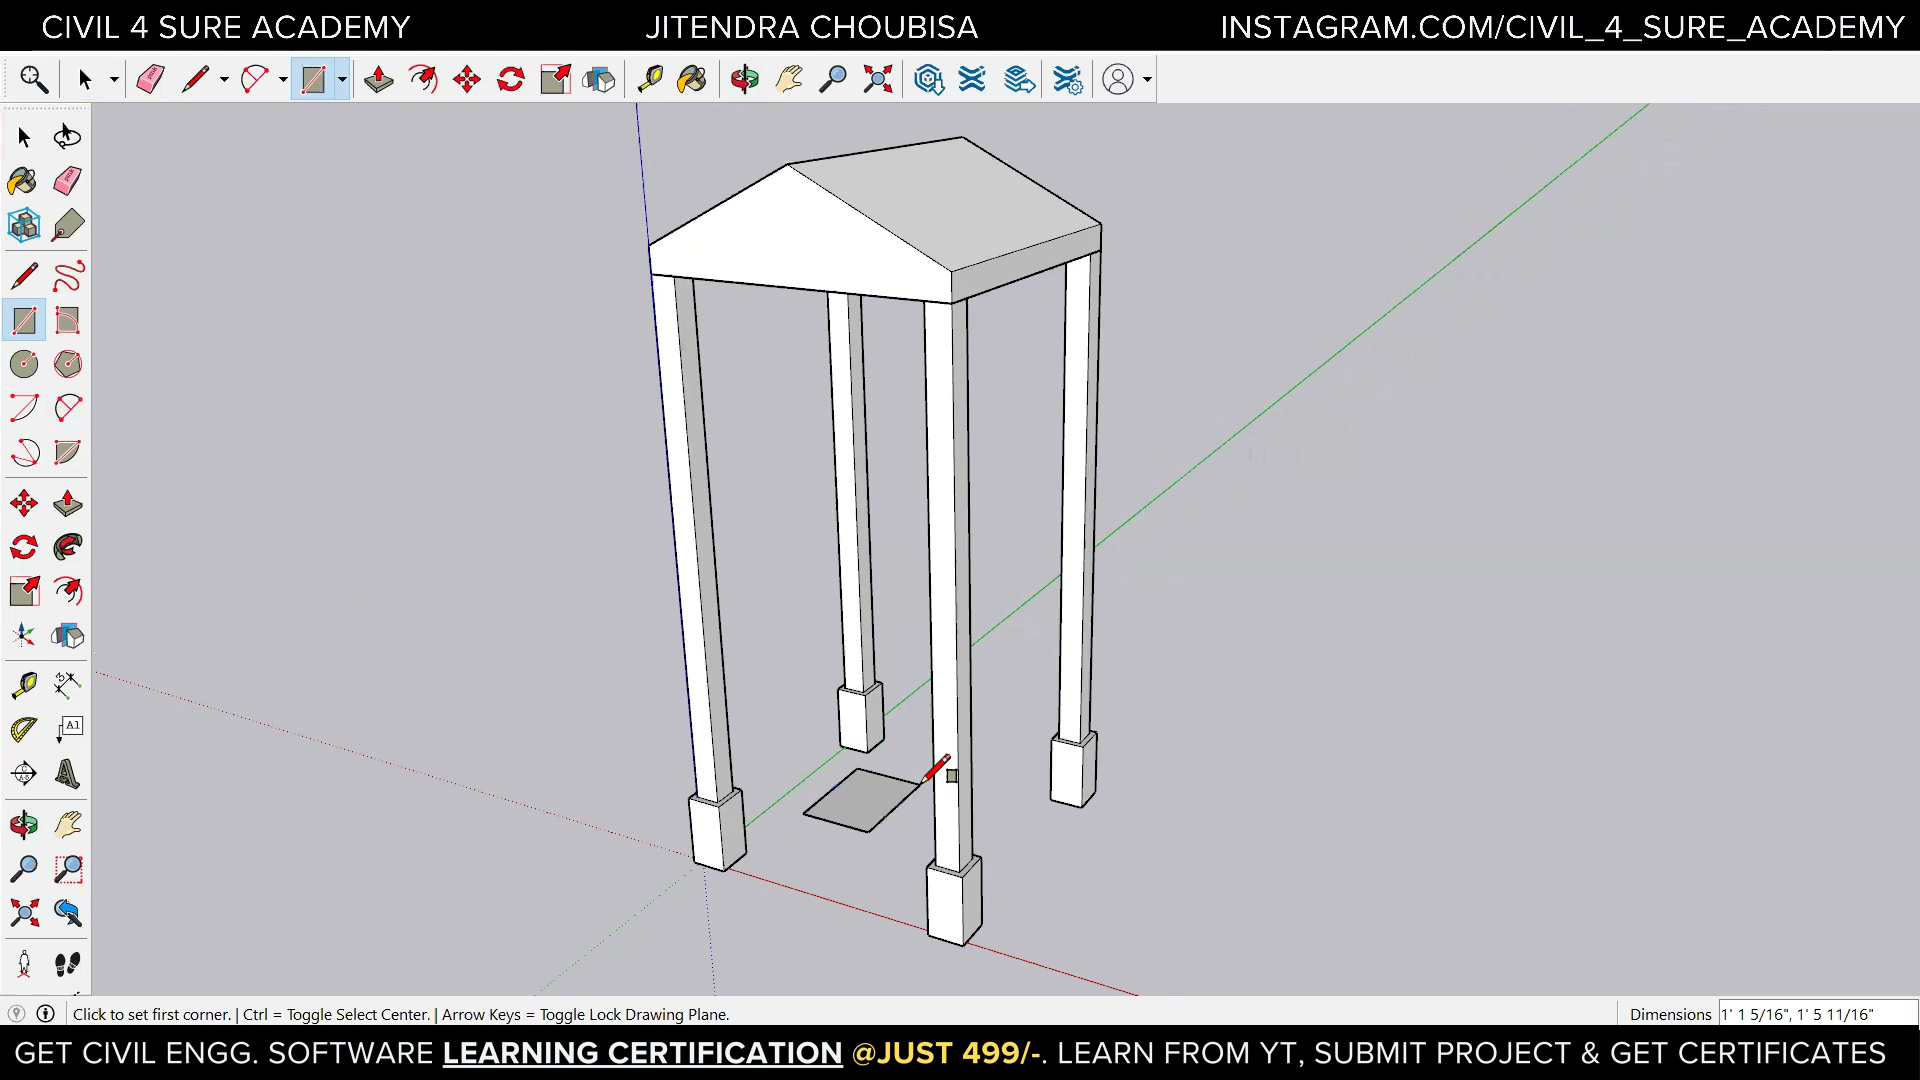 CIVIL 4 SURE ACADEMY JITENDRA CHOUBISA INSTAGRAM.COM/CIVIL_4_SURE_ACADEMY
A1
Click to set first corner. | Ctrl = Toggle Select Center. | Arrow Keys = Toggle Lock Drawing Plane. Dimensions 1' 1 5/16", 1' 5 11/16"
GET CIVIL ENGG. SOFTWARE LEARNING CERTIFICATION @JUST 499/-. LEARN FROM YT, SUBMIT PROJECT & GET CERTIFICATES